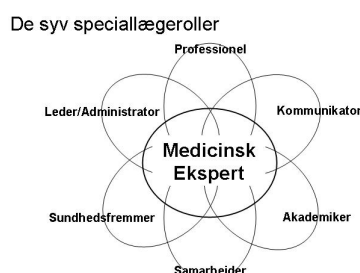 De syv speciallægeroller
Professionel
Leder/Administrator
Kommunikator
Medicinsk
Ekspert
Sundhedsfremmer
Akademiker
Samarbejder